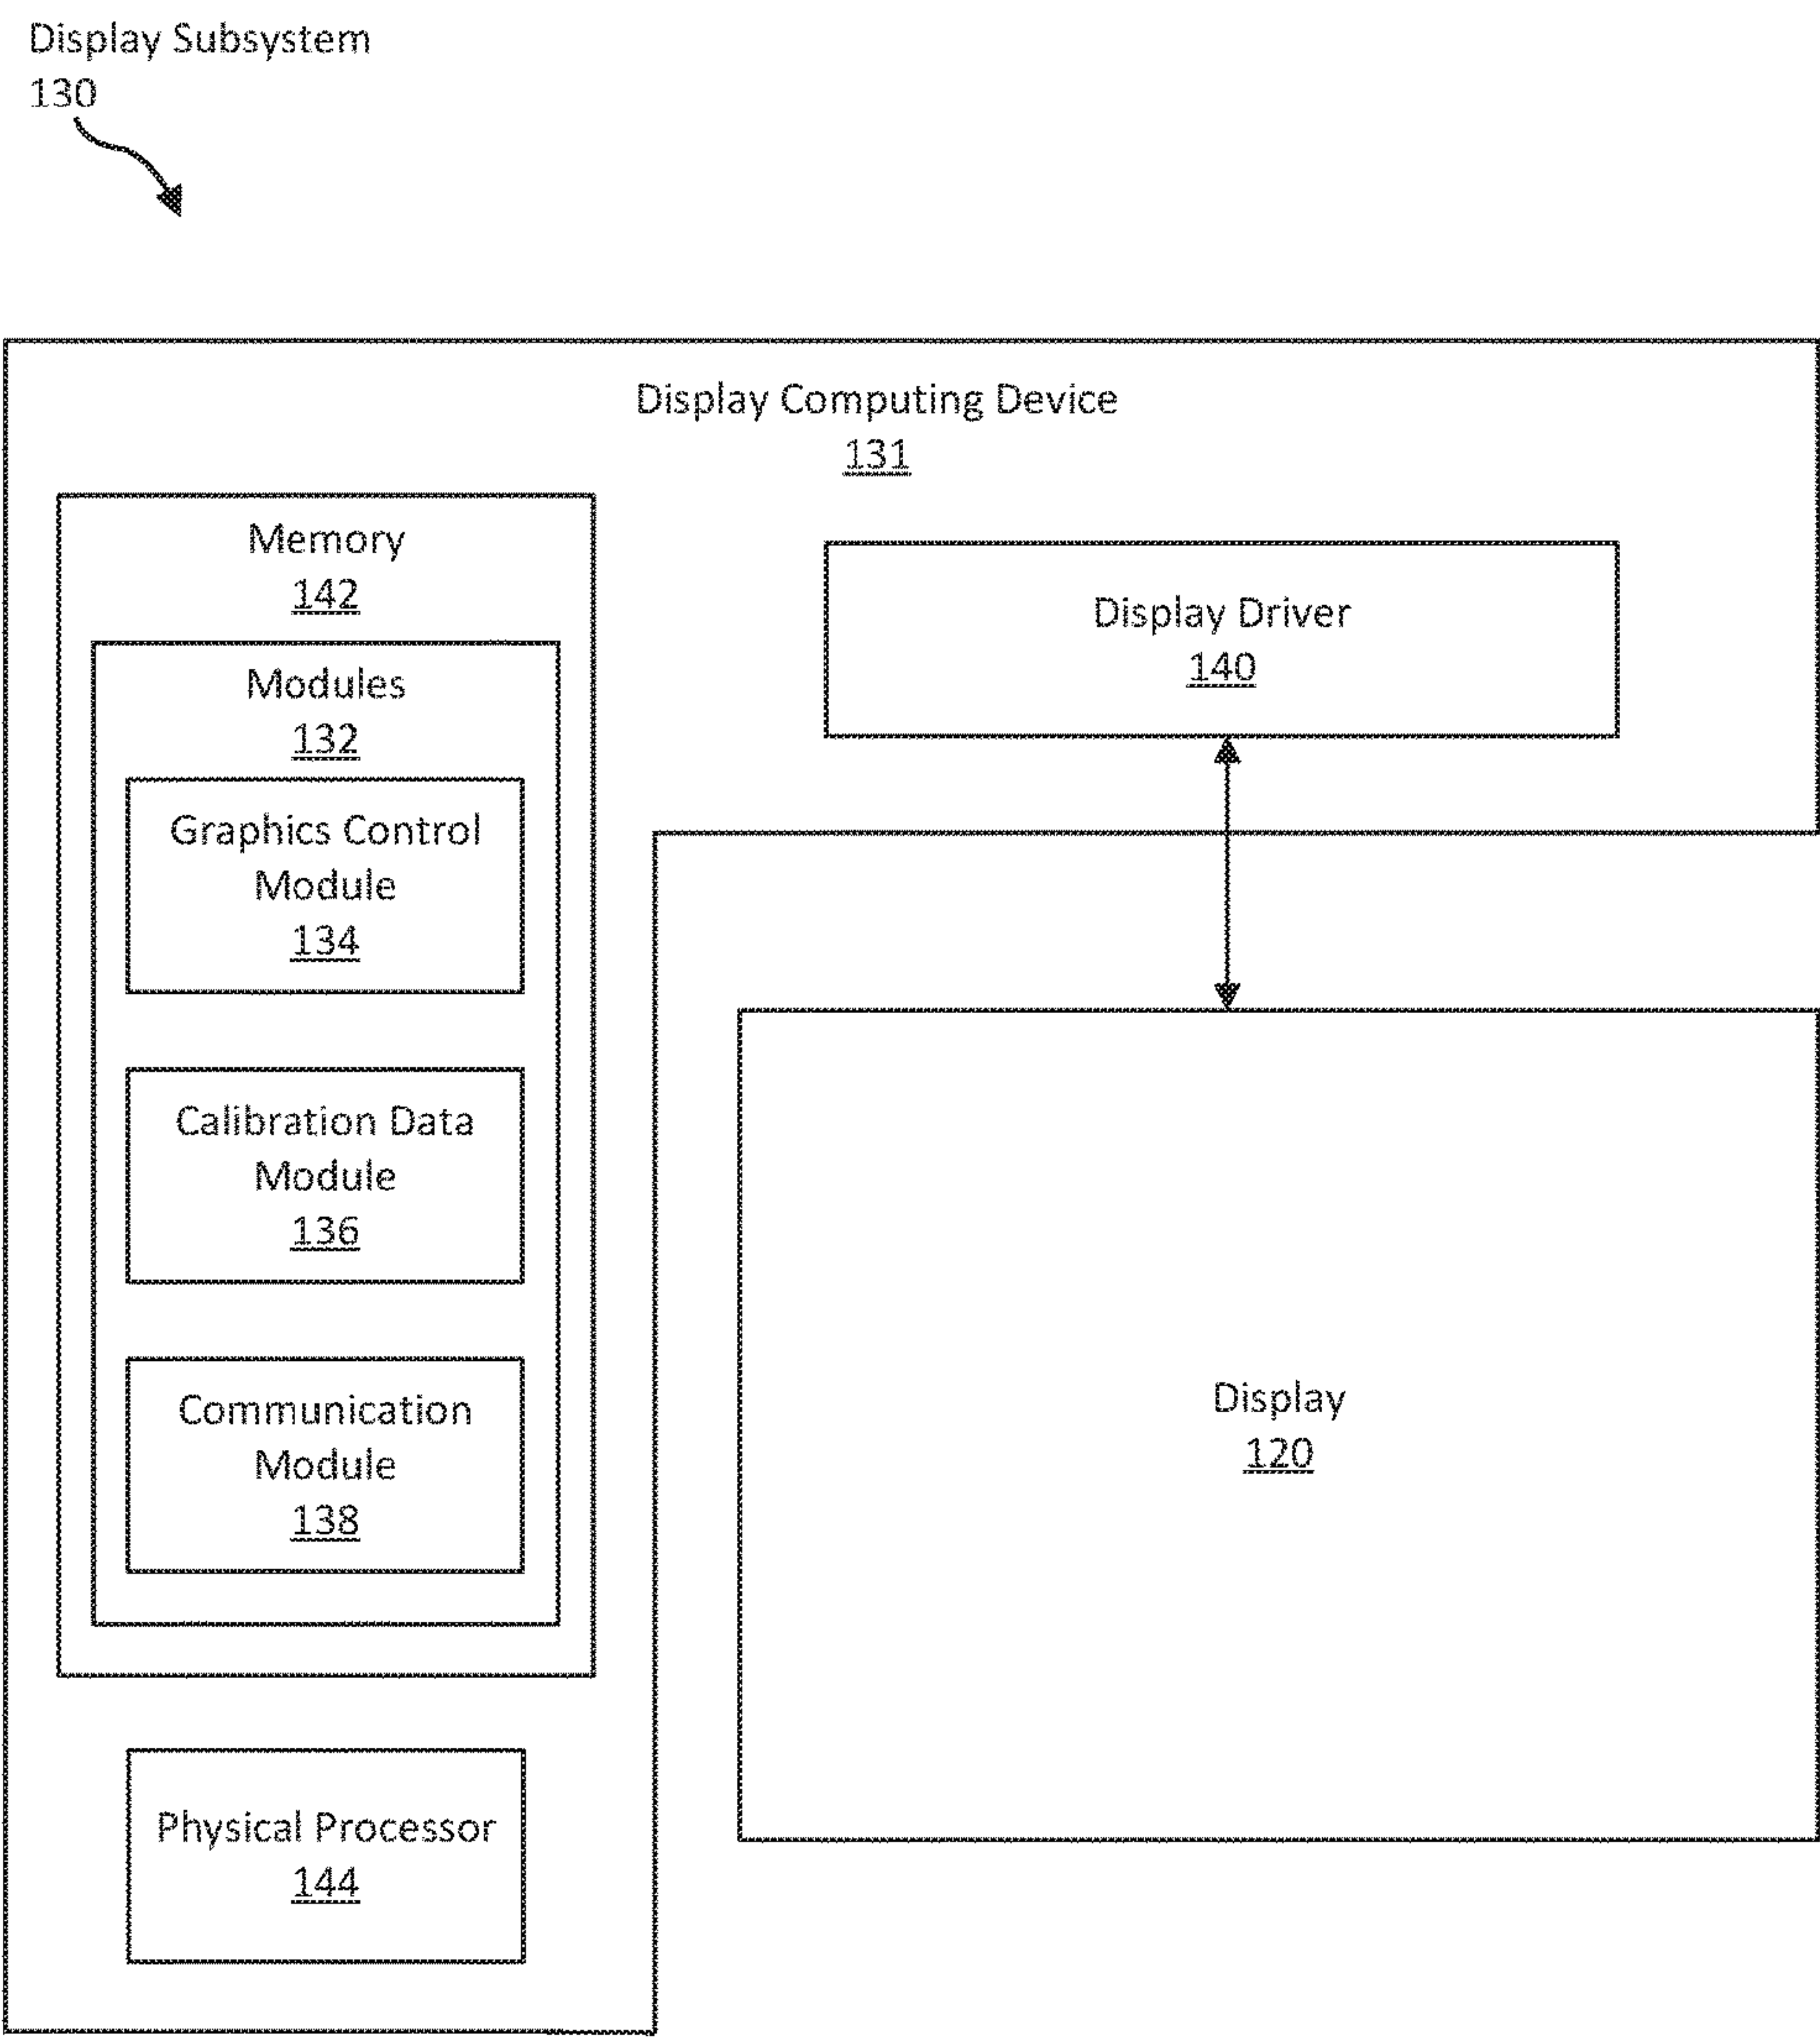 Display Subsystem
130
Display Computing Device
131
Memory
142
Modules
132
Graphics Control
Module
134
Calibration Data
Module
136
Communication
Module
138
Physical Processor
144
Display Driver
140
Display
120